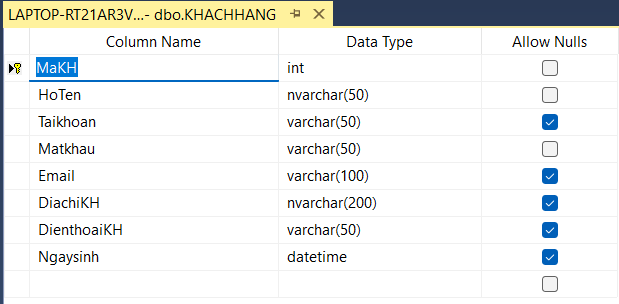 LAPTOP-RT21AR3V...- dbo.KHACHHANG
Column Name Data Type Allow Nulls
MaKH int
HoTen nvarchar(50)
Taikhoan varchar(50)
Matkhau varchar(50)
Email varchar(100)
DiachiKH nvarchar(200)
DienthoaiKH varchar(50)
Ngaysinh datetime